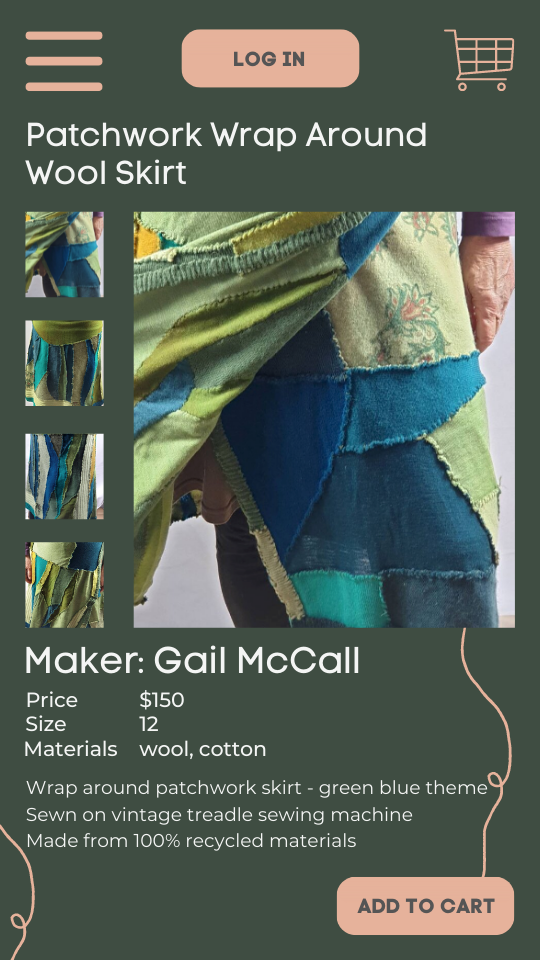 LOG IN
Patchwork Wrap Around
Wool Skirt
Maker: Gail McCall
Price $150
Size 12
Materials wool, cotton
Wrap around patchwork skirt - green blue theme
Sewn on vintage treadle sewing machine
Made from 100% recycled materials
ADD TO CART